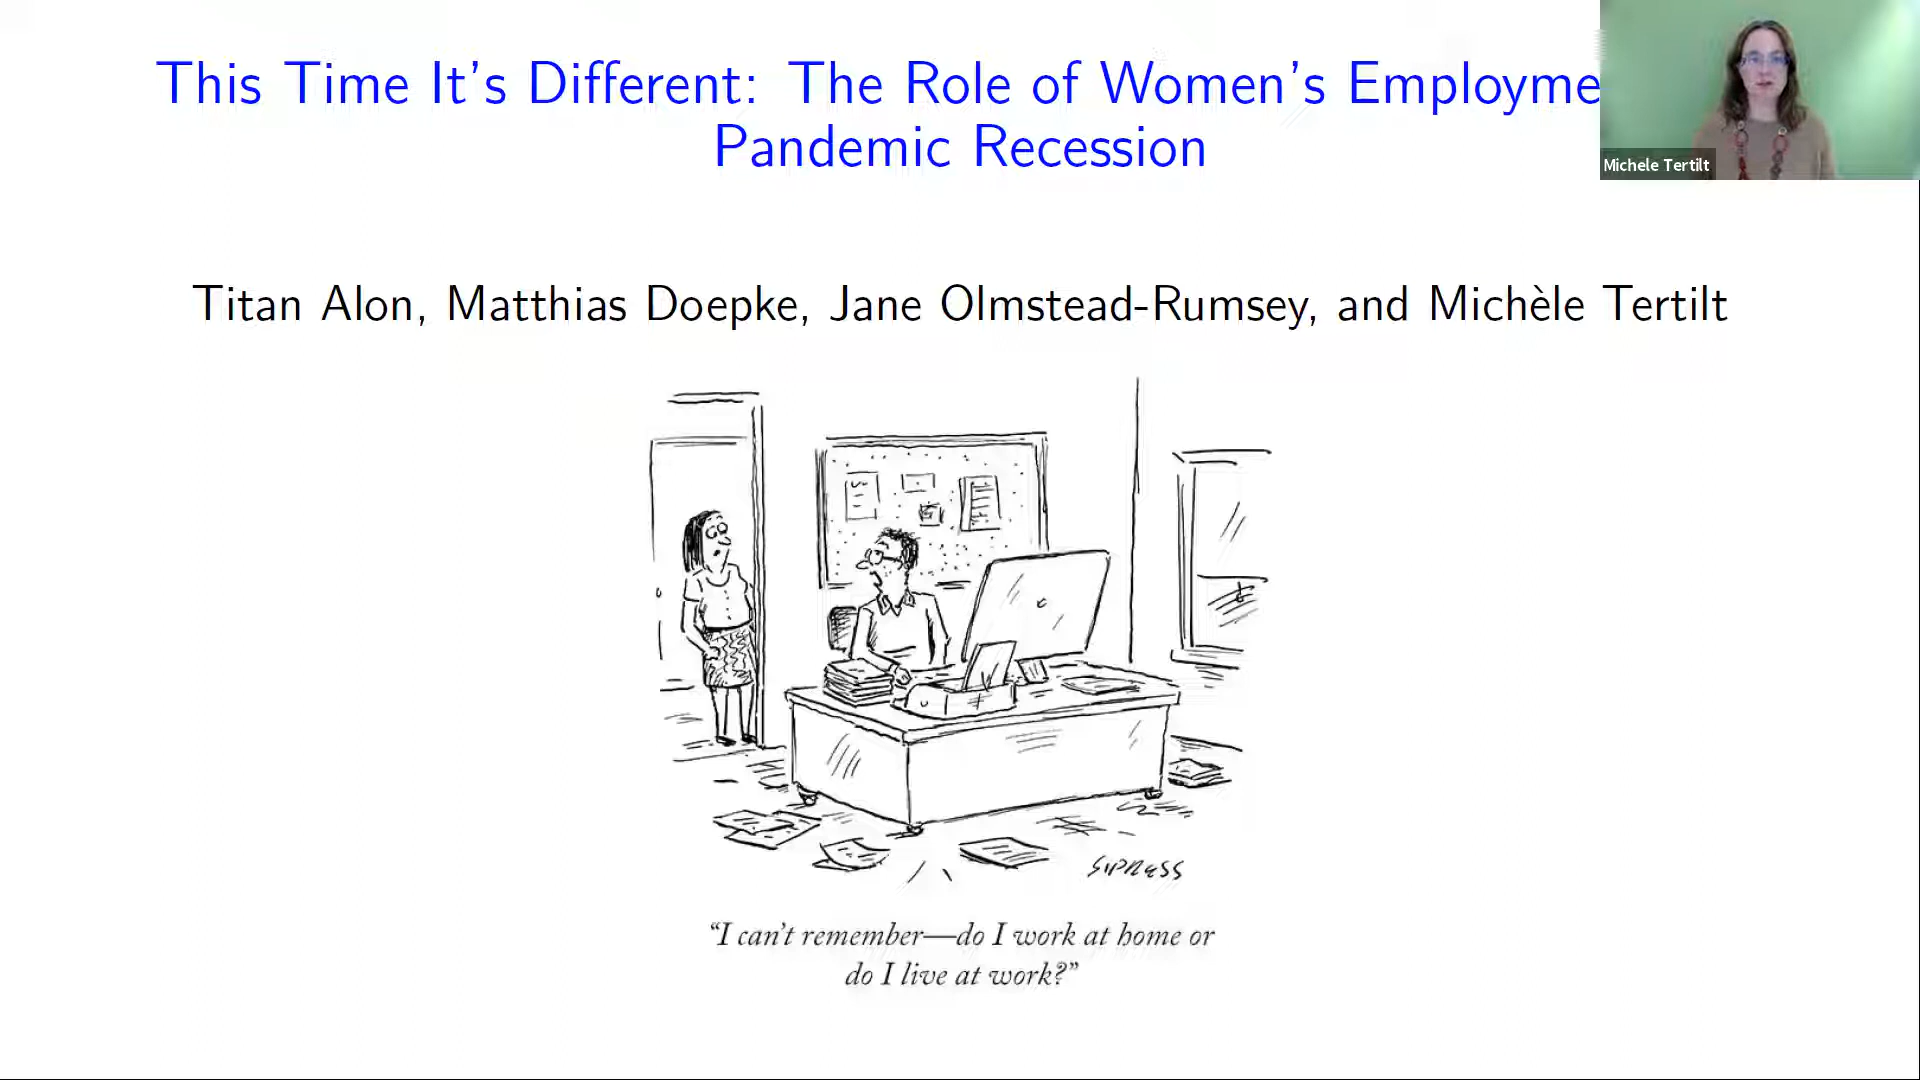 This Time It's Different: The Role of Women's Employme
Pandemic Recession
Michele Tertilt
Titan Alon, Matthias Doepke, Jane Olmstead-Rumsey, and Michèle Tertilt
SIPRESS
“I can't remember—do I work at home or
do I live at work?”